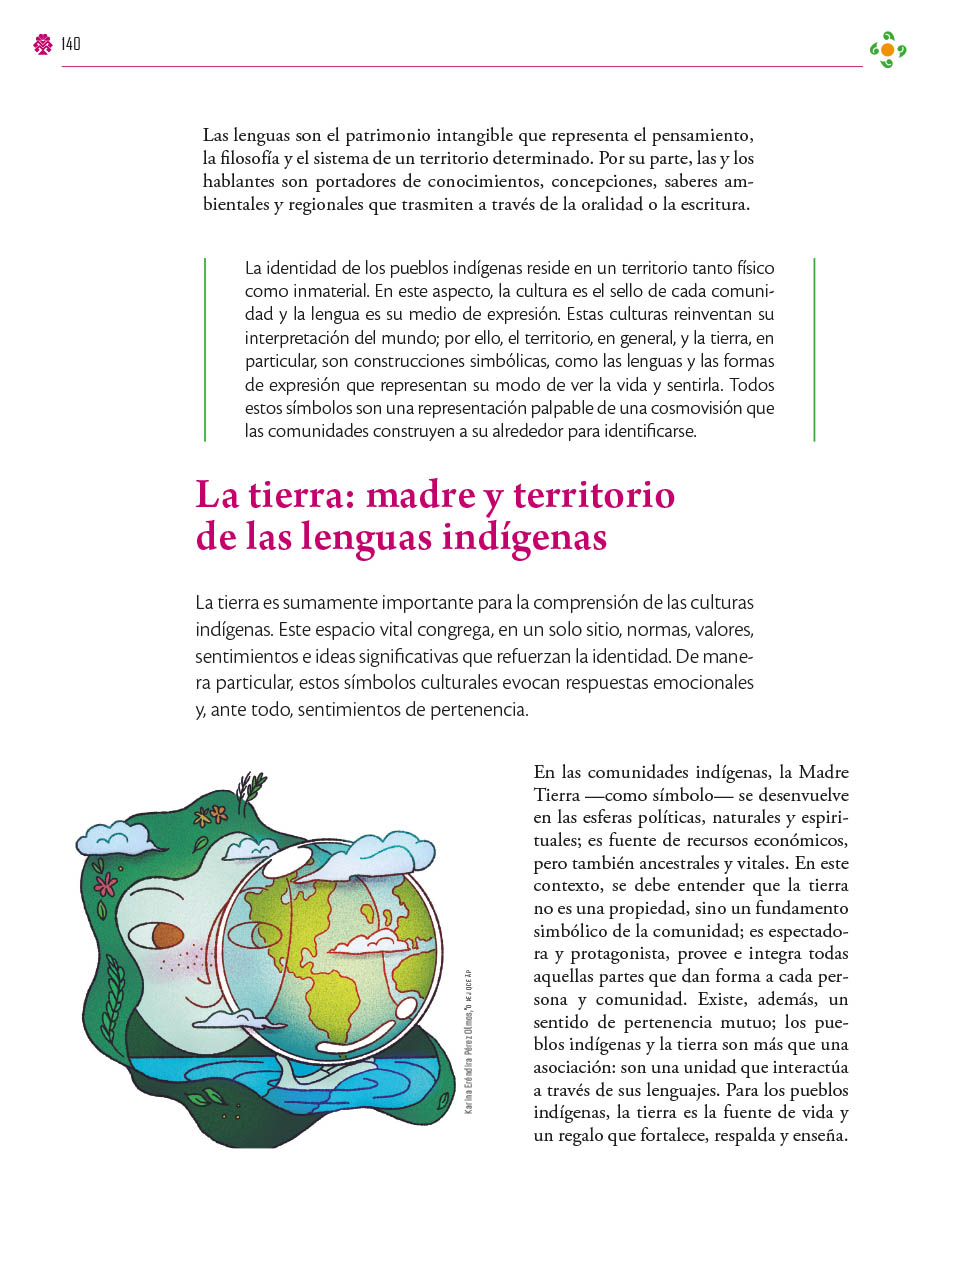 140
Las lenguas son el patrimonio intangible que representa el pensamiento,
la filosofía y el sistema de un territorio determinado. Por su parte, las y los
hablantes son portadores de conocimientos, concepciones, saberes am-
bientales y regionales que trasmiten a través de la oralidad o la escritura.
La identidad de los pueblos indígenas reside en un territorio tanto físico
como inmaterial. En este aspecto, la cultura es el sello de cada comuni-
dad y la lengua es su medio de expresión. Estas culturas reinventan su
interpretación del mundo; por ello, el territorio, en general, y la tierra, en
particular, son construcciones simbólicas, como las lenguas y las formas
de expresión que representan su modo de ver la vida y sentirla. Todos
estos símbolos son una representación palpable de una cosmovisión que
las comunidades construyen a su alrededor para identificarse.
La tierra: madre y territorio
de las lenguas indígenas
La tierra es sumamente importante para la comprensión de las culturas
indígenas. Este espacio vital congrega, en un solo sitio, normas, valores,
sentimientos e ideas significativas que refuerzan la identidad. De mane-
ra particular, estos símbolos culturales evocan respuestas emocionales
y, ante todo, sentimientos de pertenencia.
En las comunidades indígenas, la Madre
Tierra —como símbolo— se desenvuelve
en las esferas políticas, naturales y espiri-
tuales; es fuente de recursos económicos,
pero también ancestrales y vitales. En este
contexto, se debe entender que la tierra
no es una propiedad, sino un fundamento
simbólico de la comunidad; es espectado-
ra y protagonista, provee e integra todas
aquellas partes que dan forma a cada per-
sona y comunidad. Existe, además, un
sentido de pertenencia mutuo; los pue-
blos indígenas y la tierra son más que una
asociación: son una unidad que interactúa
a través de sus lenguajes. Para los pueblos
indígenas, la tierra es la fuente de vida y
un regalo que fortalece, respalda y enseña.
Karina Eréndira Pérez Olmos,